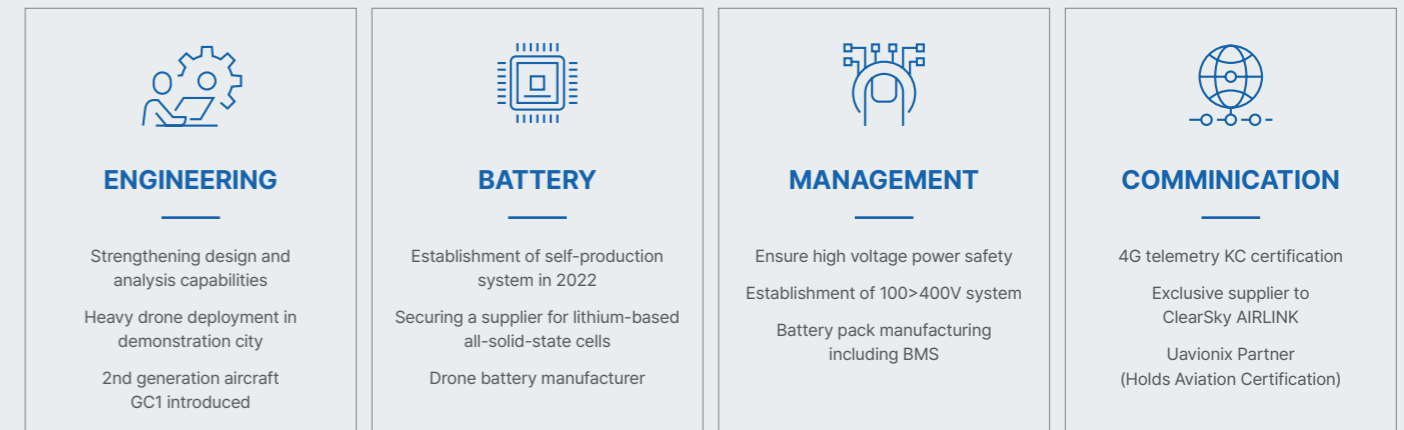 ENGINEERING
Strengthening design and
analysis capabilities
Heavy drone deployment in
demonstration city
2nd generation aircraft
GC1 introduced
BATTERY
Establishment of self-production
system in 2022
Securing a supplier for lithium-based
all-solid-state cells
Drone battery manufacturer
MANAGEMENT
Ensure high voltage power safety
Establishment of 100>400V system
Battery pack manufacturing
including BMS
COMMINICATION
4G telemetry KC certification
Exclusive supplier to
ClearSky AIRLINK
Uavionix Partner
(Holds Aviation Certification)